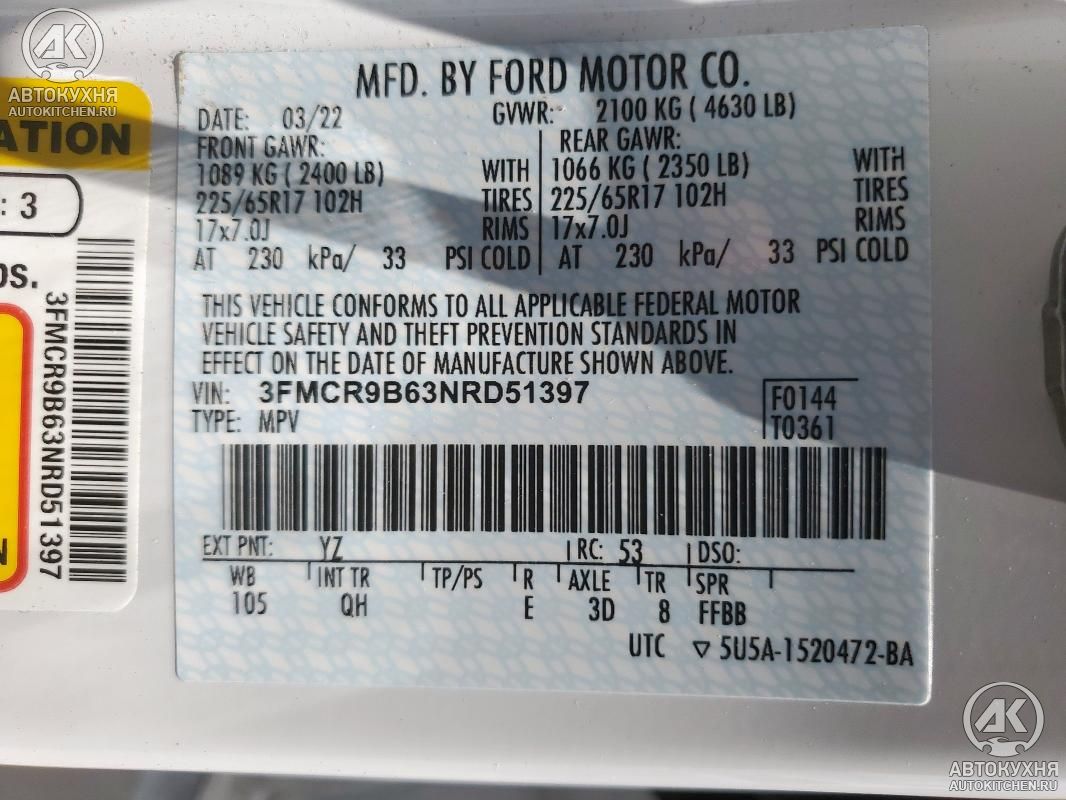 АК
АВТОКУХНЯ
AUTOKITCHEN.RU
ATION
: 3
os.
3FMCR9B63NRD51397
N
MFD. BY FORD MOTOR CO.
DATE: 03/22 GVWR: 2100 KG ( 4630 LB)
FRONT GAWR: REAR GAWR:
1089 KG ( 2400 LB) WITH 1066 KG ( 2350 LB) WITH
225/65R17 102H TIRES 225/65R17 102H TIRES
17x7.0J RIMS 17x7.0J RIMS
AT 230 kPa/ 33 PSI COLD AT 230 kPa/ 33 PSI COLD
THIS VEHICLE CONFORMS TO ALL APPLICABLE FEDERAL MOTOR
VEHICLE SAFETY AND THEFT PREVENTION STANDARDS IN
EFFECT ON THE DATE OF MANUFACTURE SHOWN ABOVE.
VIN: 3FMCR9B63NRD51397 F0144
TYPE: MPV T0361
EXT PNT: YZ RC: 53 DSO:
WB INT TR TP/PS R AXLE TR SPR
105 QH E 3D 8 FFBB
UTC ▽ 5U5A-1520472-BA
АК
АВТОКУХНЯ
AUTOKITCHEN.RU